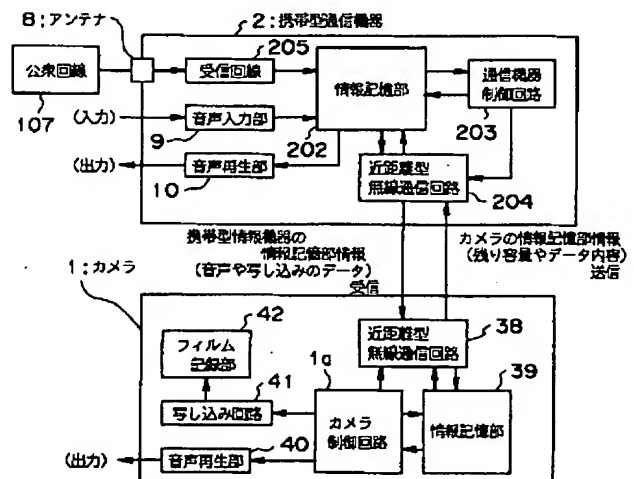 8:アンテナ
2:携帯型通信機器
205
公衆回線
受信回線
情報記憶部
通信機器
制御回路
107
(入力)
音声入力部
9
202
203
(出力)
音声再生部
10
近距離型
無線通信回路
204
携帯型情報機器の
情報記憶部情報
(音声や写し込みのデータ)
受信
カメラの情報記憶部情報
(残り容量やデータ内容)
送信
1:カメラ
42
フィルム
記録部
近距離型
無線通信回路
38
1a
39
41
写し込み回路
カメラ
制御回路
情報記憶部
40
(出力)
音声再生部